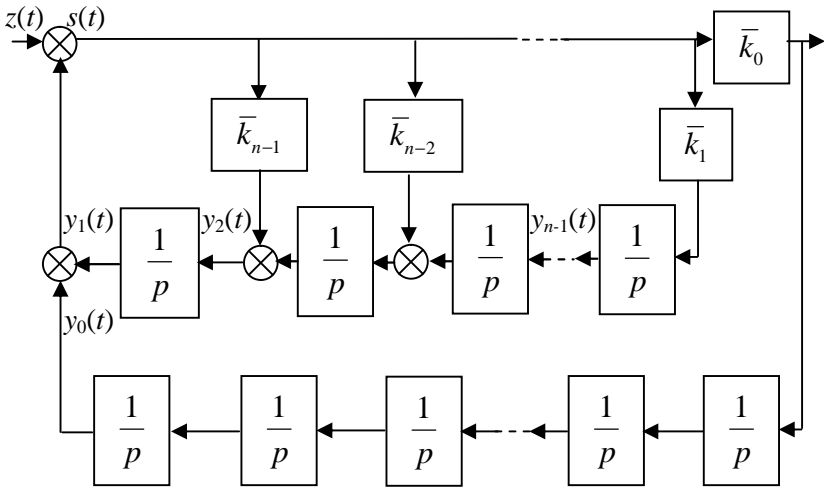 z(t) s(t)
k̄₀
k̄ₙ₋₁ k̄ₙ₋₂ k̄₁
y₁(t) 1/p y₂(t) 1/p 1/p yₙ₋₁(t) 1/p
y₀(t)
1/p 1/p 1/p 1/p 1/p